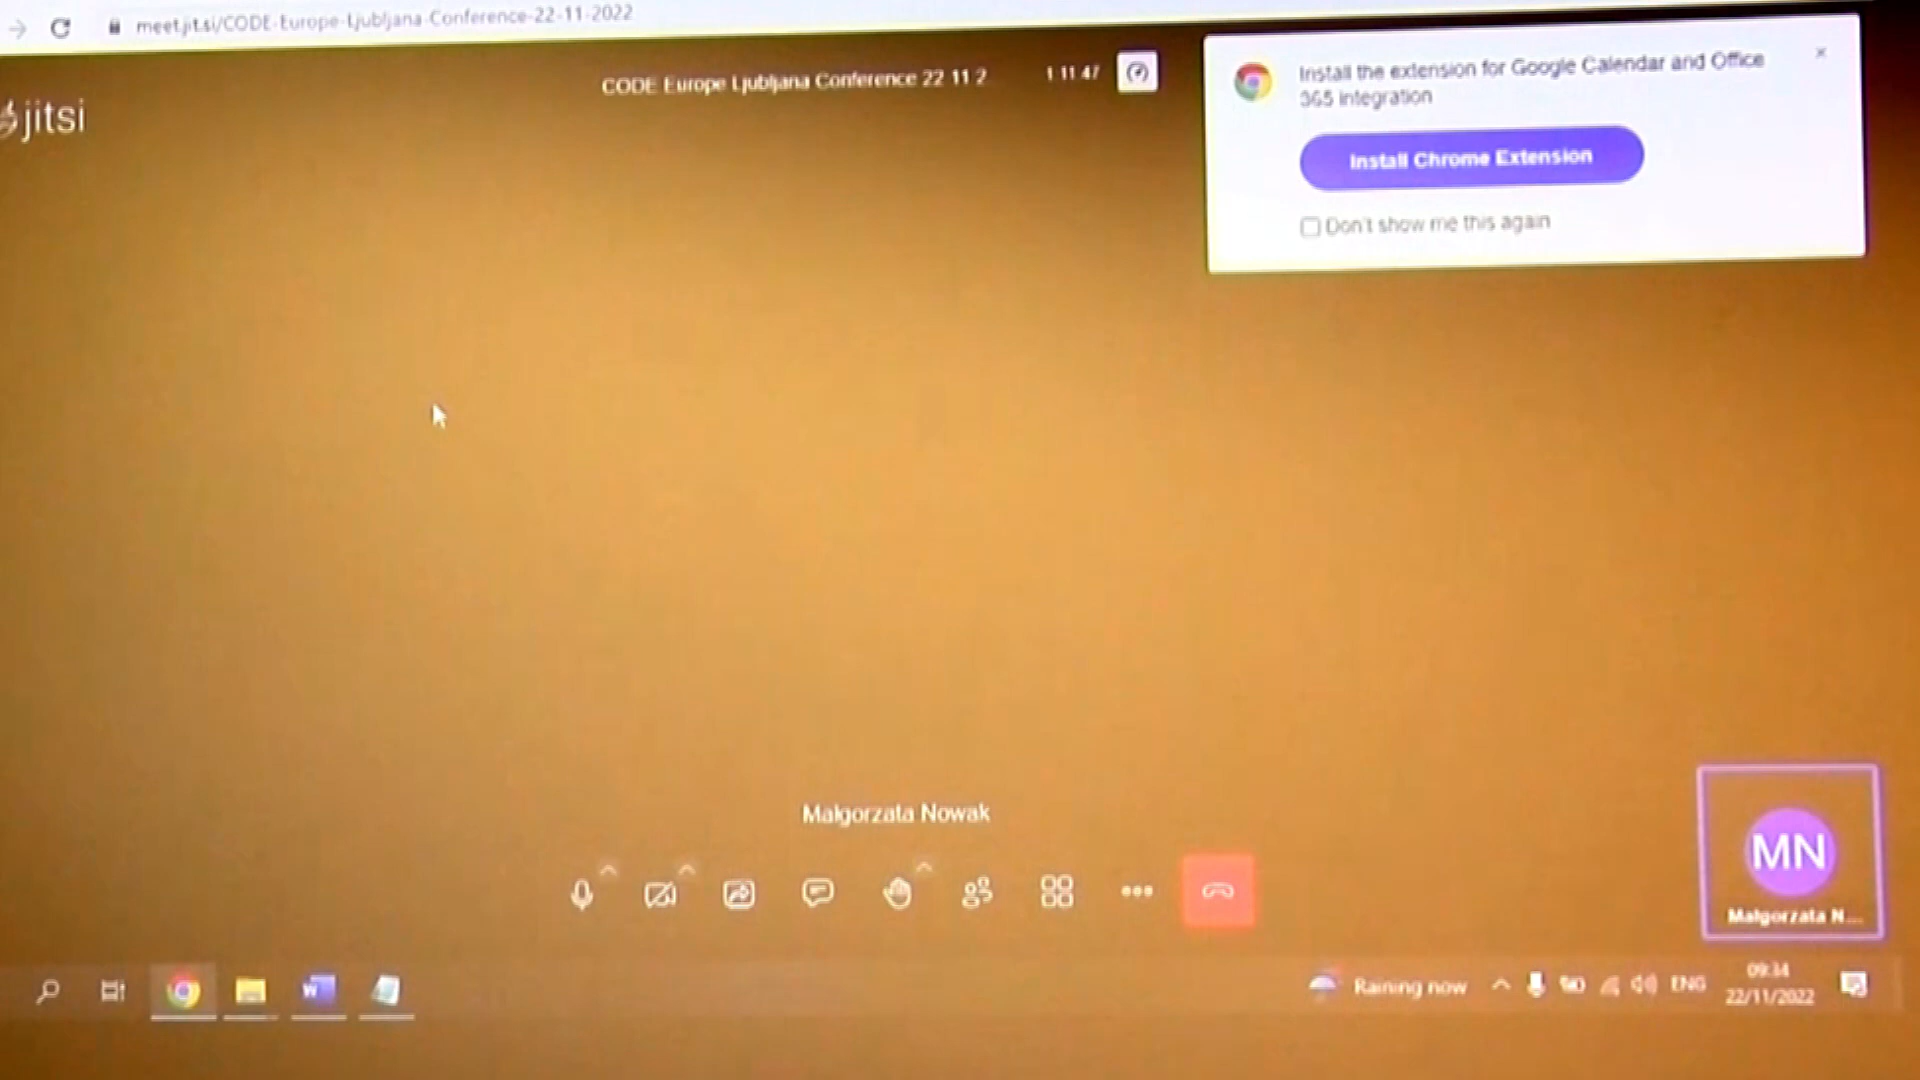 meet.jit.si/CODE-Europe-Ljubljana-Conference-22-11-2022
CODE Europe Ljubljana Conference 22 11 2
1 11 47
jitsi
Install the extension for Google Calendar and Office
365 integration
Install Chrome Extension
Don't show me this again
Malgorzata Nowak
MN
Malgorzata N...
W
Raining now
ENG
09:34
22/11/2022